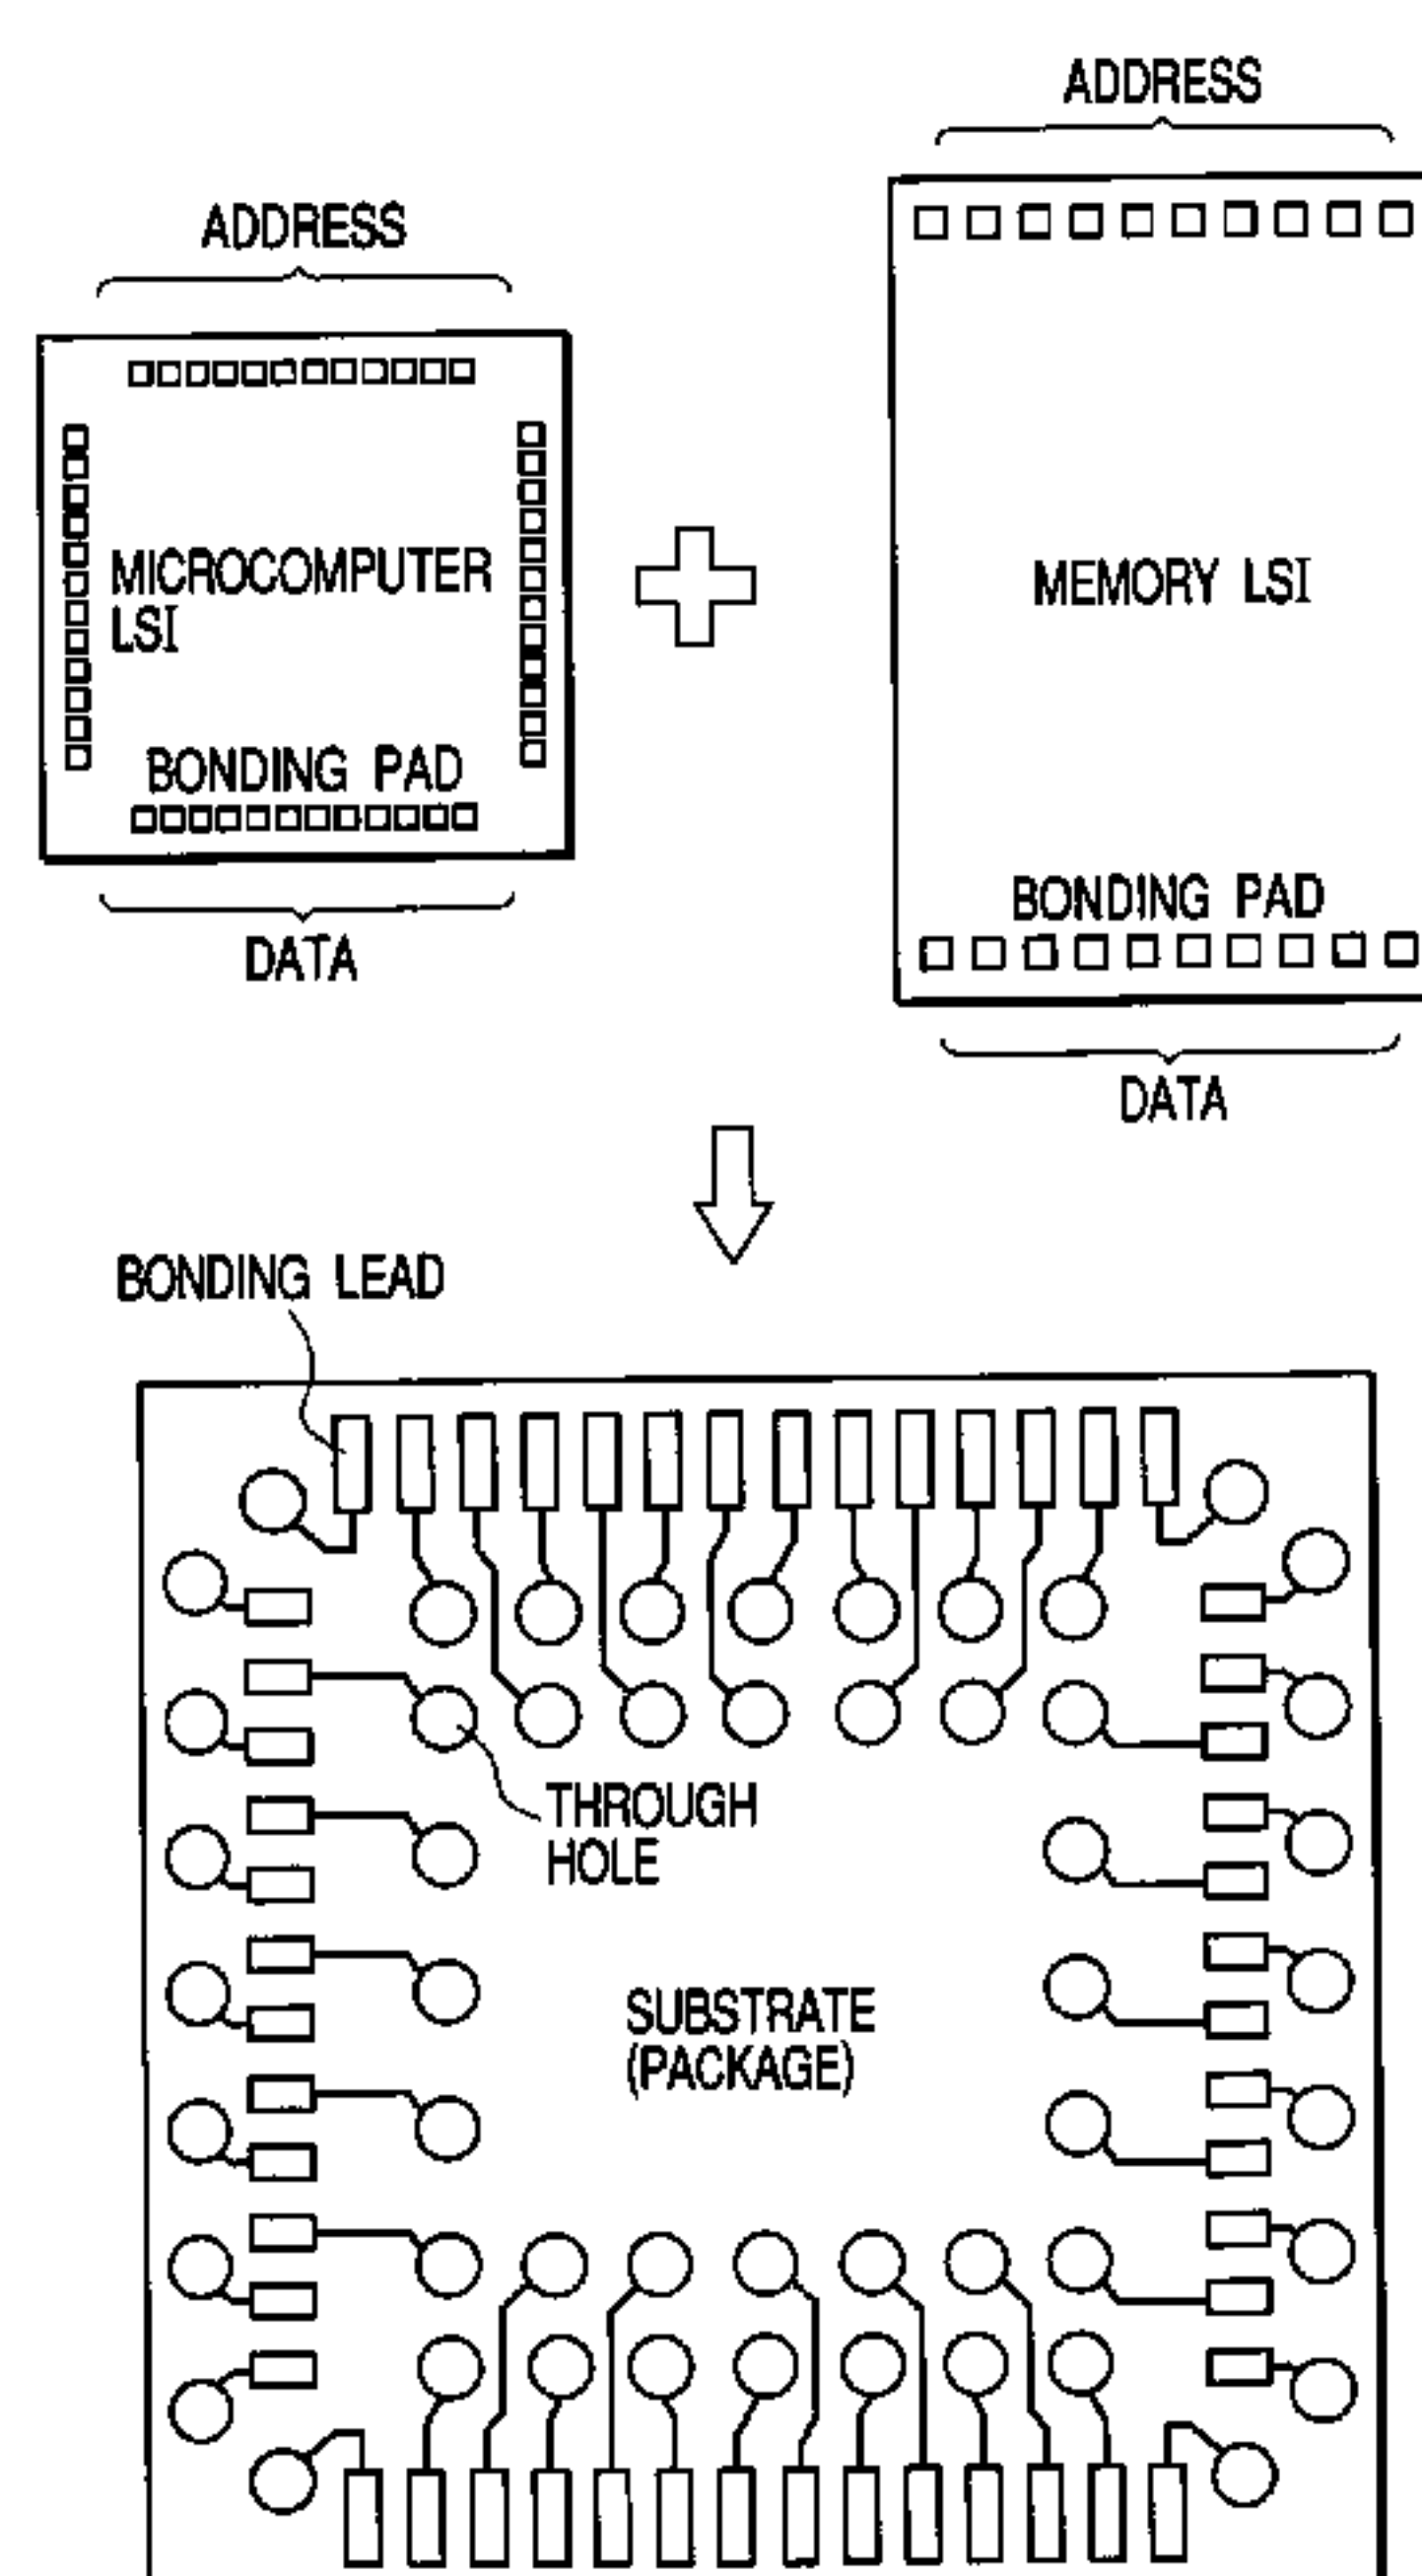 ADDRESS
ADDRESS
MICROCOMPUTER
LSI
MEMORY LSI
BONDING PAD
BONDING PAD
DATA
DATA
BONDING LEAD
THROUGH
HOLE
SUBSTRATE
(PACKAGE)